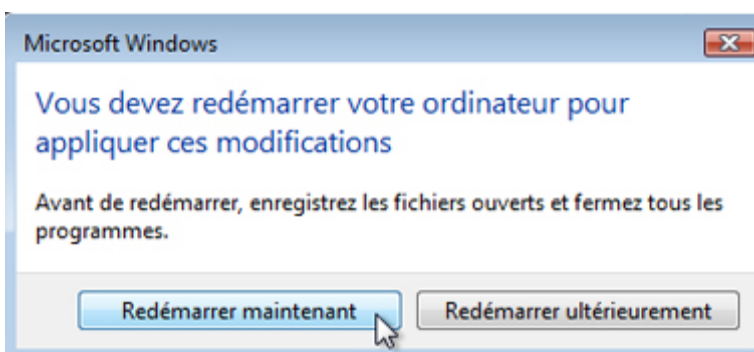 Microsoft Windows
Vous devez redémarrer votre ordinateur pour
appliquer ces modifications
Avant de redémarrer, enregistrez les fichiers ouverts et fermez tous les
programmes.
Redémarrer maintenant Redémarrer ultérieurement